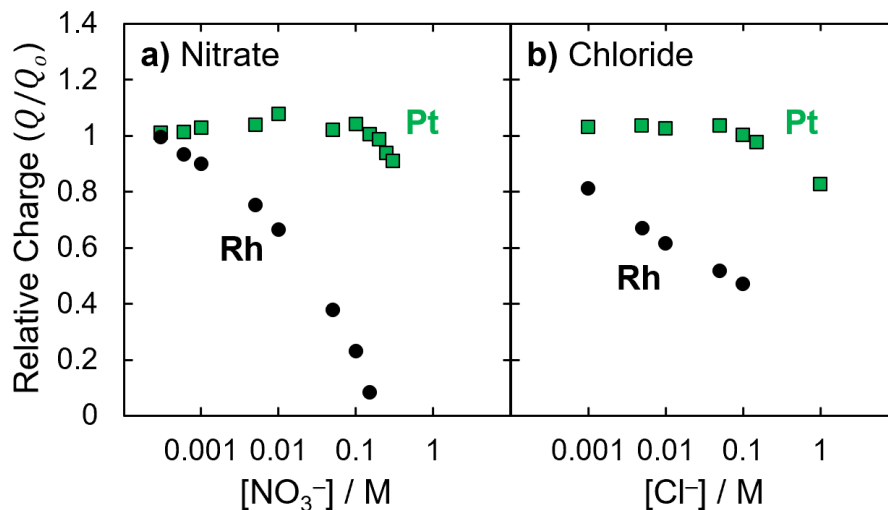 Relative Charge (Q/Qₒ)
1.4
1.2
1
0.8
0.6
0.4
0.2
0
a) Nitrate
Pt
Rh
0.001 0.01 0.1 1
[NO₃⁻] / M
b) Chloride
Pt
Rh
0.001 0.01 0.1 1
[Cl⁻] / M